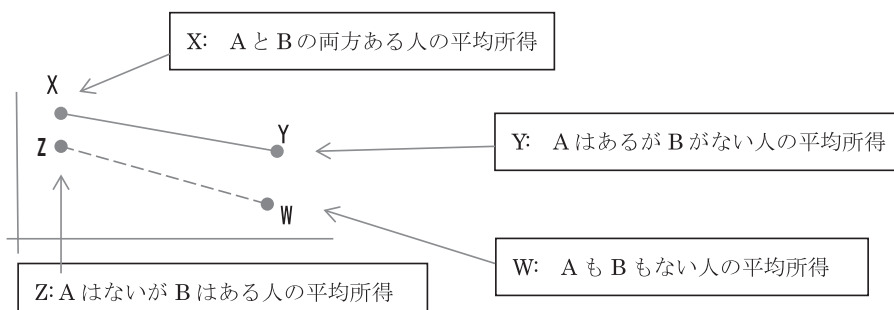 X: AとBの両方ある人の平均所得
X
Y
Z
Y: AはあるがBがない人の平均所得
W
W: AもBもない人の平均所得
Z:AはないがBはある人の平均所得